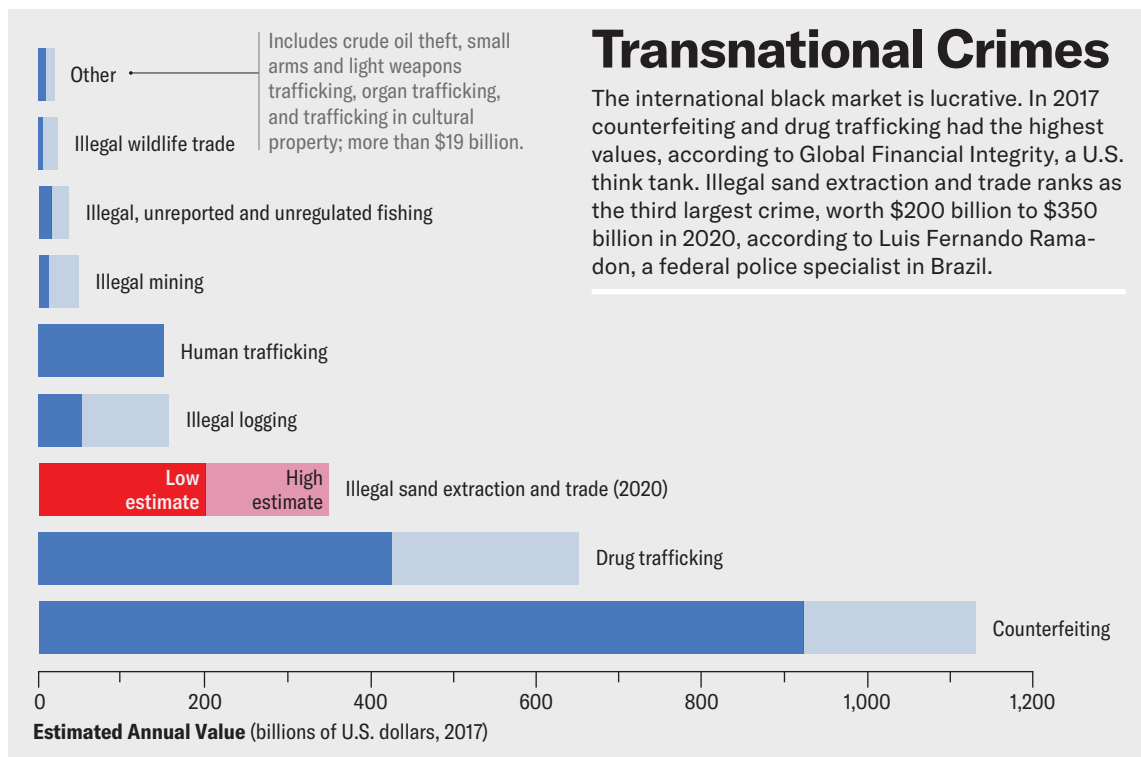 Transnational Crimes
The international black market is lucrative. In 2017
counterfeiting and drug trafficking had the highest
values, according to Global Financial Integrity, a U.S.
think tank. Illegal sand extraction and trade ranks as
the third largest crime, worth $200 billion to $350
billion in 2020, according to Luis Fernando Rama-
don, a federal police specialist in Brazil.
Other
Includes crude oil theft, small
arms and light weapons
trafficking, organ trafficking,
and trafficking in cultural
property; more than $19 billion.
Illegal wildlife trade
Illegal, unreported and unregulated fishing
Illegal mining
Human trafficking
Illegal logging
Low
estimate
High
estimate
Illegal sand extraction and trade (2020)
Drug trafficking
Counterfeiting
0 200 400 600 800 1,000 1,200
Estimated Annual Value (billions of U.S. dollars, 2017)